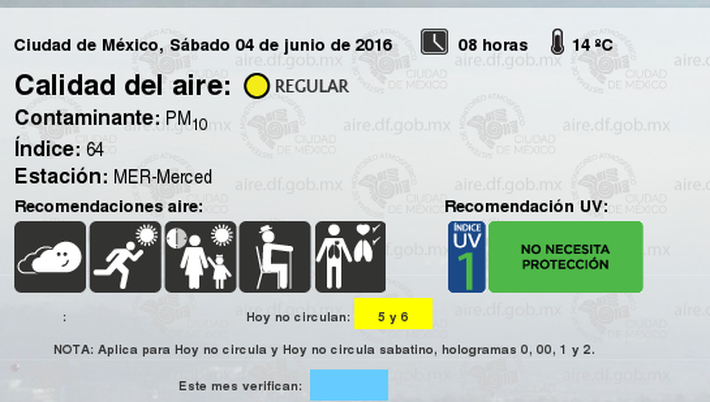 Ciudad de México, Sábado 04 de junio de 2016 08 horas 14 ºC
Calidad del aire: REGULAR
Contaminante: PM10
Índice: 64
Estación: MER-Merced
Recomendaciones aire: Recomendación UV:
ÍNDICE
UV
1
NO NECESITA
PROTECCIÓN
: Hoy no circulan: 5 y 6
NOTA: Aplica para Hoy no circula y Hoy no circula sabatino, hologramas 0, 00, 1 y 2.
Este mes verifican:
aire.df.gob.mx
CIUDAD
DE MÉXICO